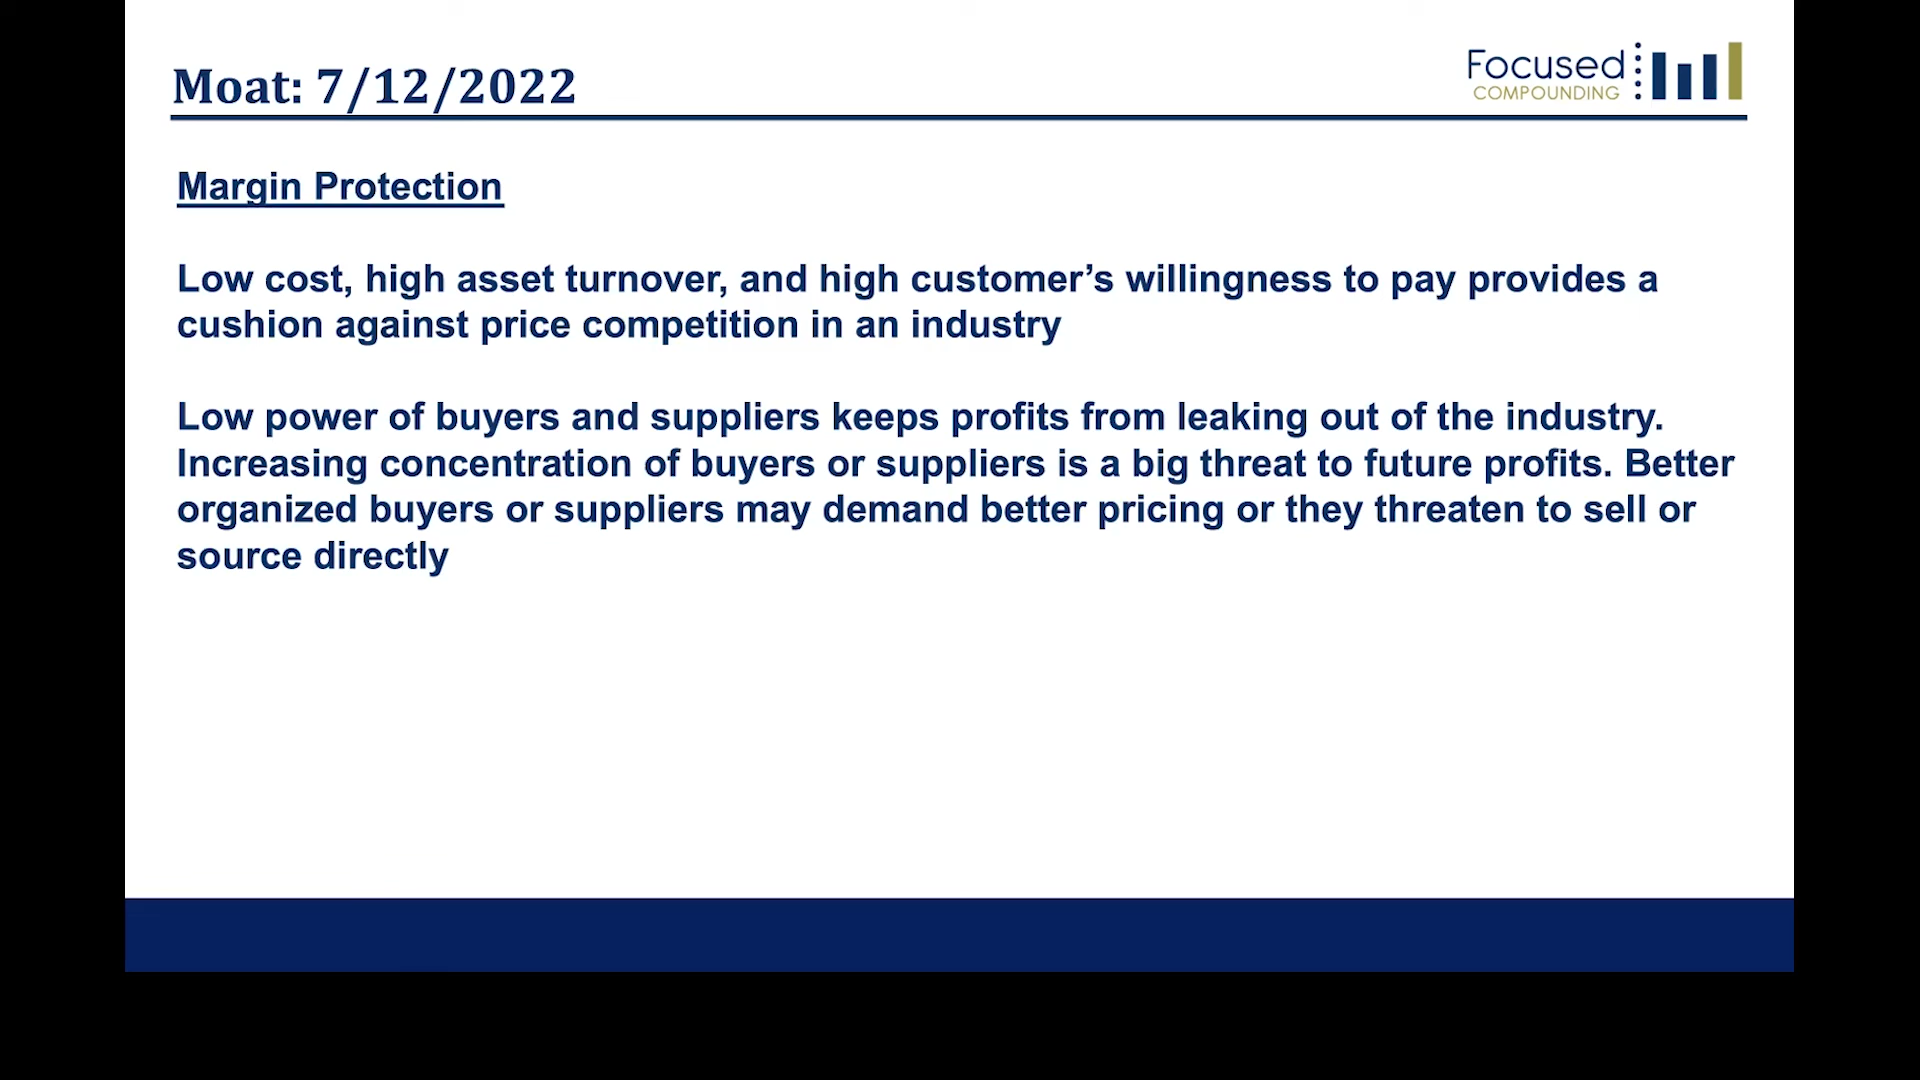 Moat: 7/12/2022
Focused
COMPOUNDING
Margin Protection
Low cost, high asset turnover, and high customer’s willingness to pay provides a
cushion against price competition in an industry
Low power of buyers and suppliers keeps profits from leaking out of the industry.
Increasing concentration of buyers or suppliers is a big threat to future profits. Better
organized buyers or suppliers may demand better pricing or they threaten to sell or
source directly